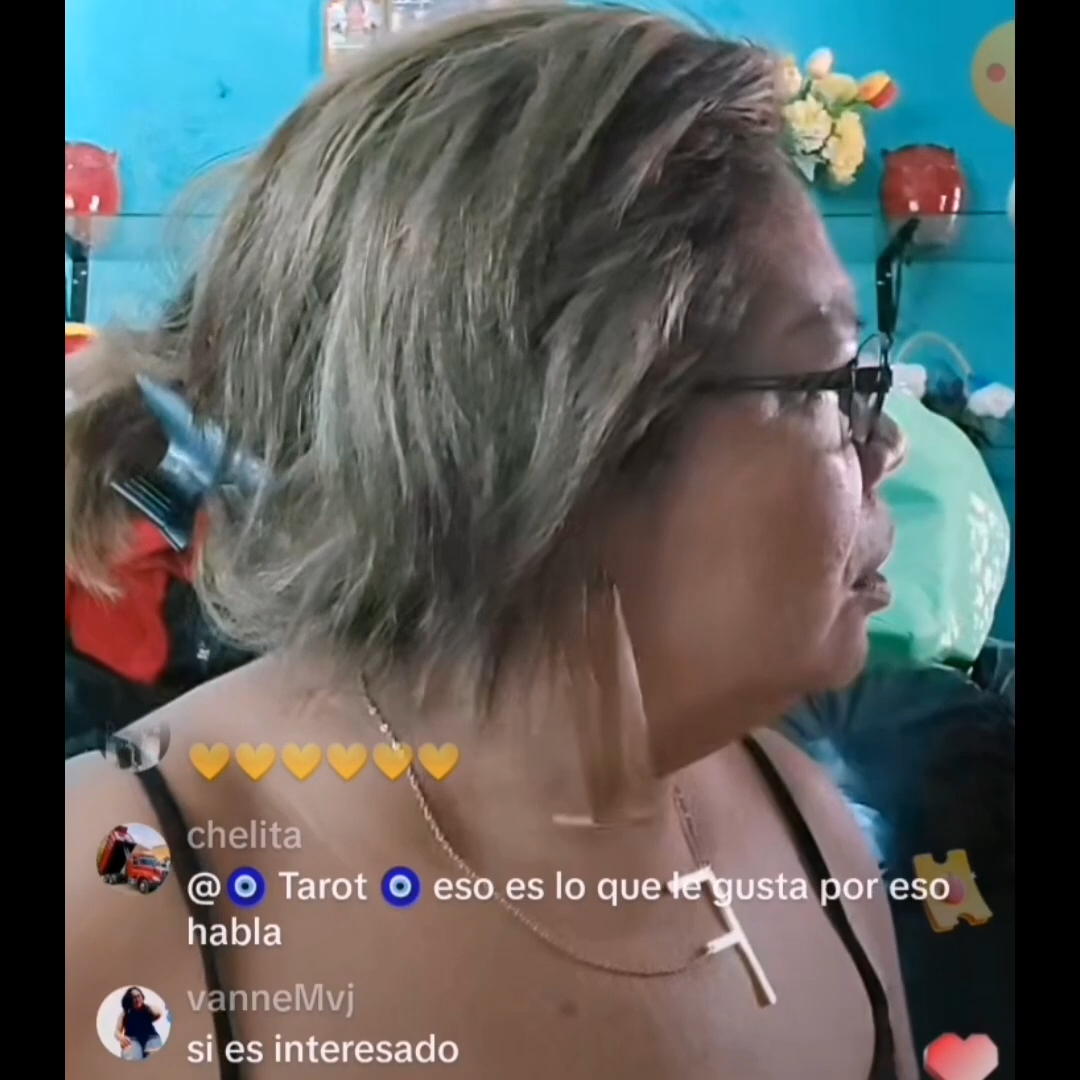 💛💛💛💛💛💛
chelita
@🧿 Tarot 🧿 eso es lo que le gusta por eso
habla
vanneMvj
si es interesado